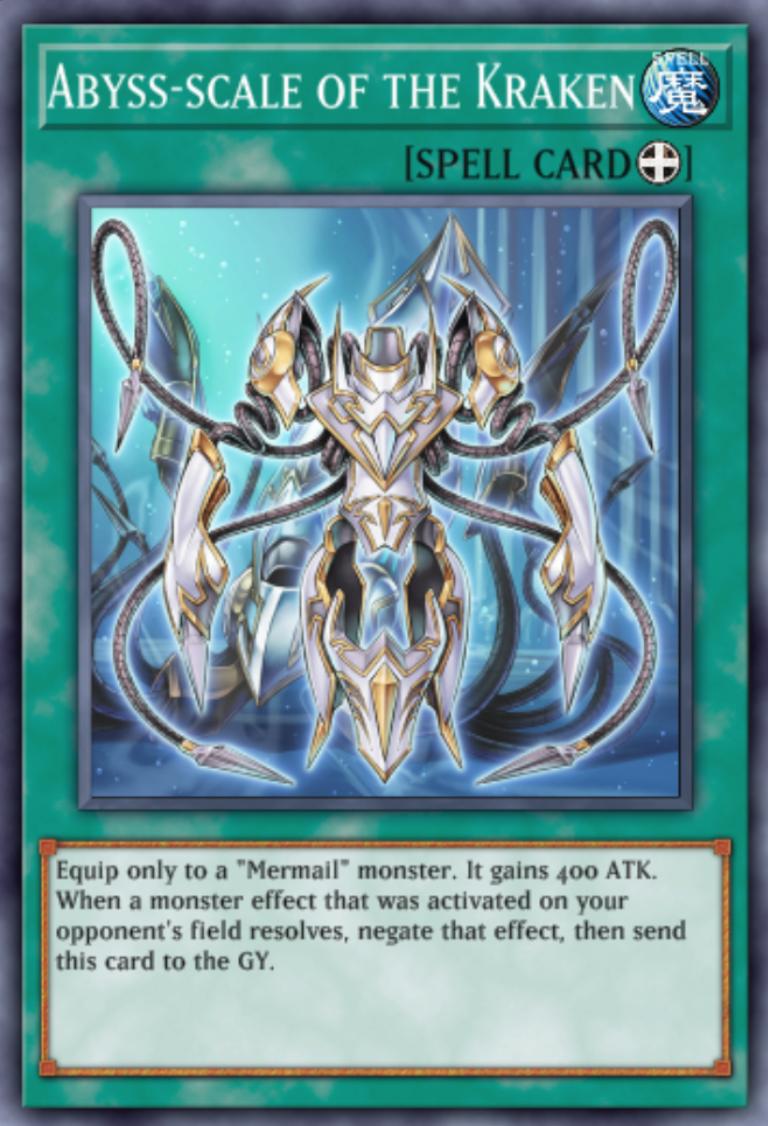 ABYSS-SCALE OF THE KRAKEN
SPELL
魔
[SPELL CARD]
Equip only to a "Mermail" monster. It gains 400 ATK.
When a monster effect that was activated on your
opponent's field resolves, negate that effect, then send
this card to the GY.